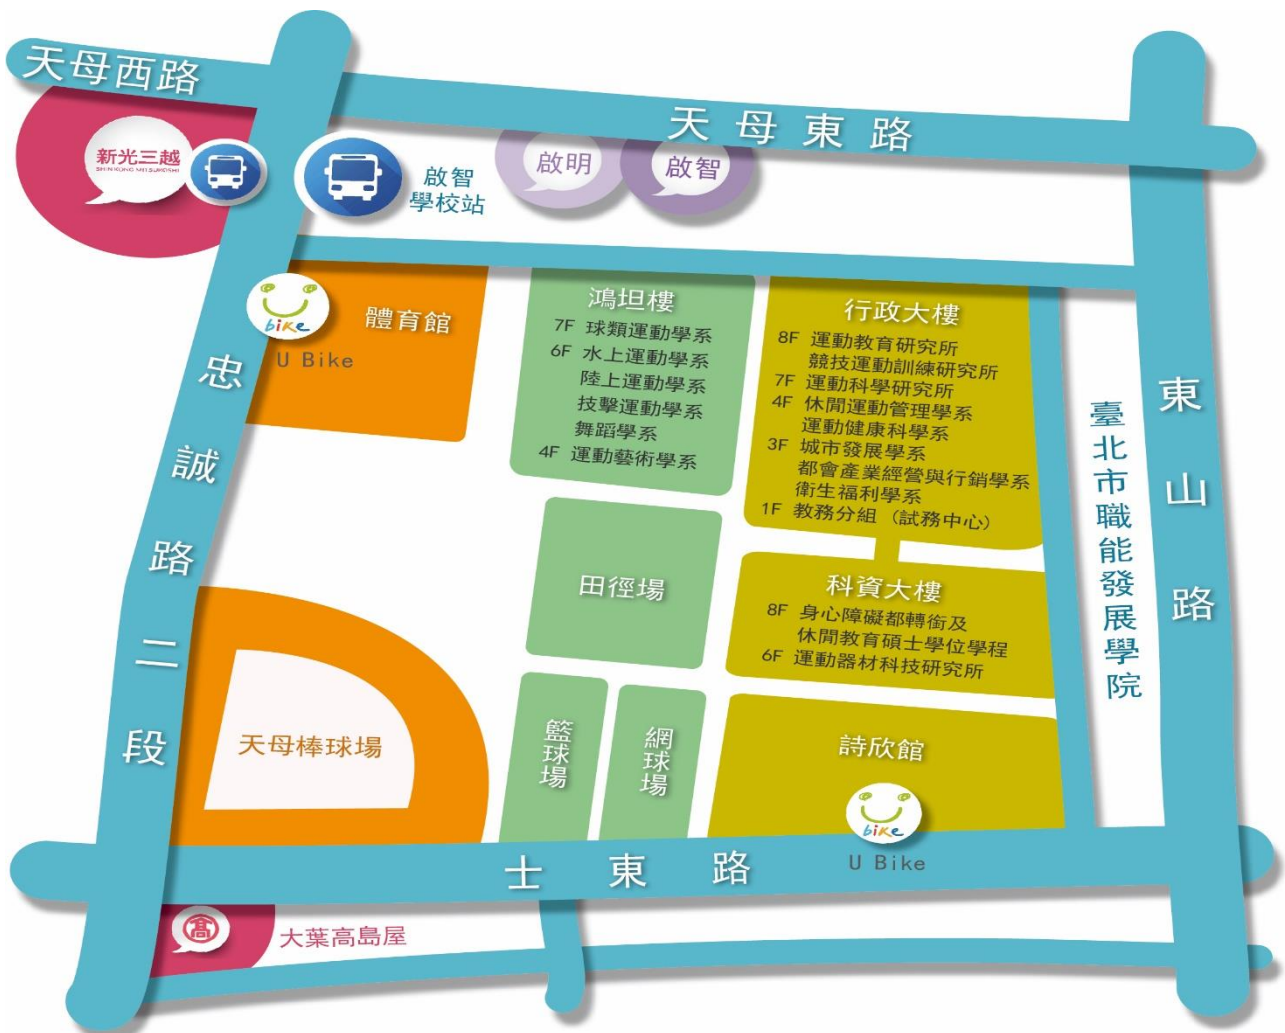 天母西路
天母東路
新光三越
SHIN KONG MITSUKOSHI
啟智
學校站
啟明
啟智
bike
U Bike
體育館
鴻坦樓
7F 球類運動學系
6F 水上運動學系
陸上運動學系
技擊運動學系
舞蹈學系
4F 運動藝術學系
行政大樓
8F 運動教育研究所
競技運動訓練研究所
7F 運動科學研究所
4F 休閒運動管理學系
運動健康科學系
3F 城市發展學系
都會產業經營與行銷學系
衛生福利學系
1F 教務分組（試務中心）
忠誠路二段
東山路
臺北市職能發展學院
田徑場
科資大樓
8F 身心障礙都轉銜及
休閒教育碩士學位學程
6F 運動器材科技研究所
天母棒球場
籃球場
網球場
詩欣館
bike
U Bike
士東路
髙
大葉高島屋